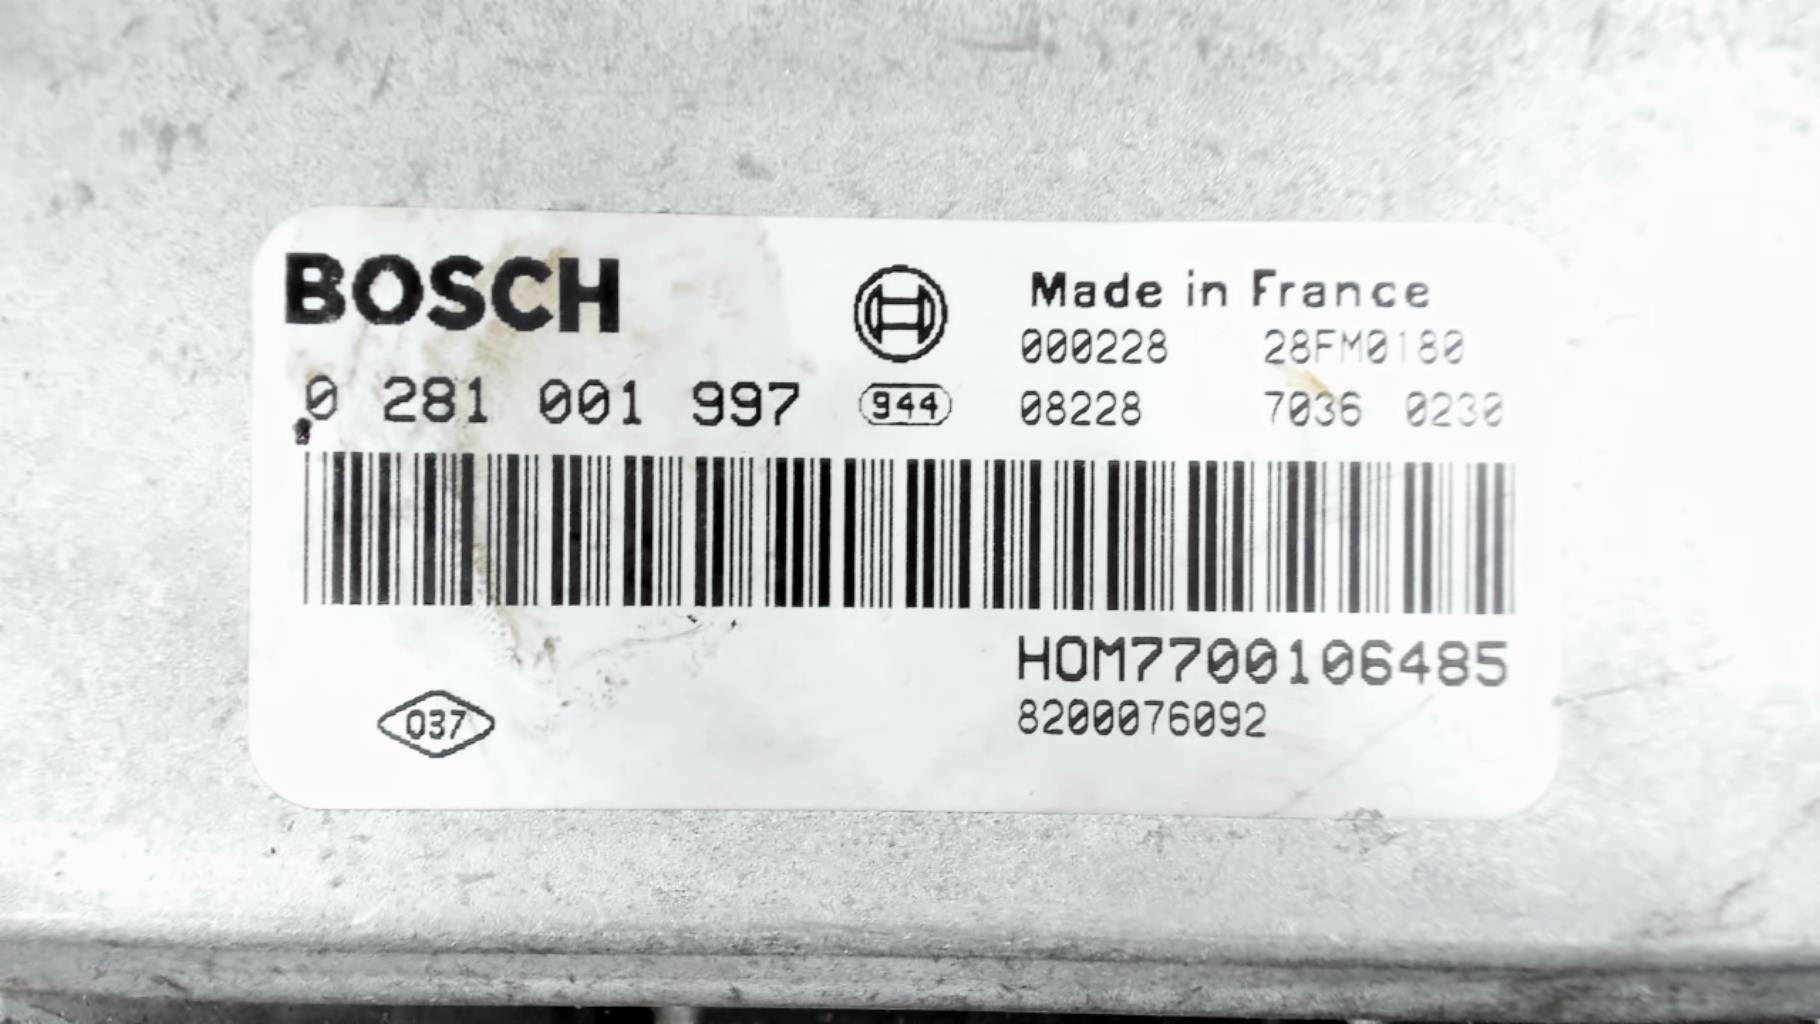 BOSCH
Made in France
000228 28FM0180
0 281 001 997 944 08228 7036 0230
HOM7700106485
037 8200076092